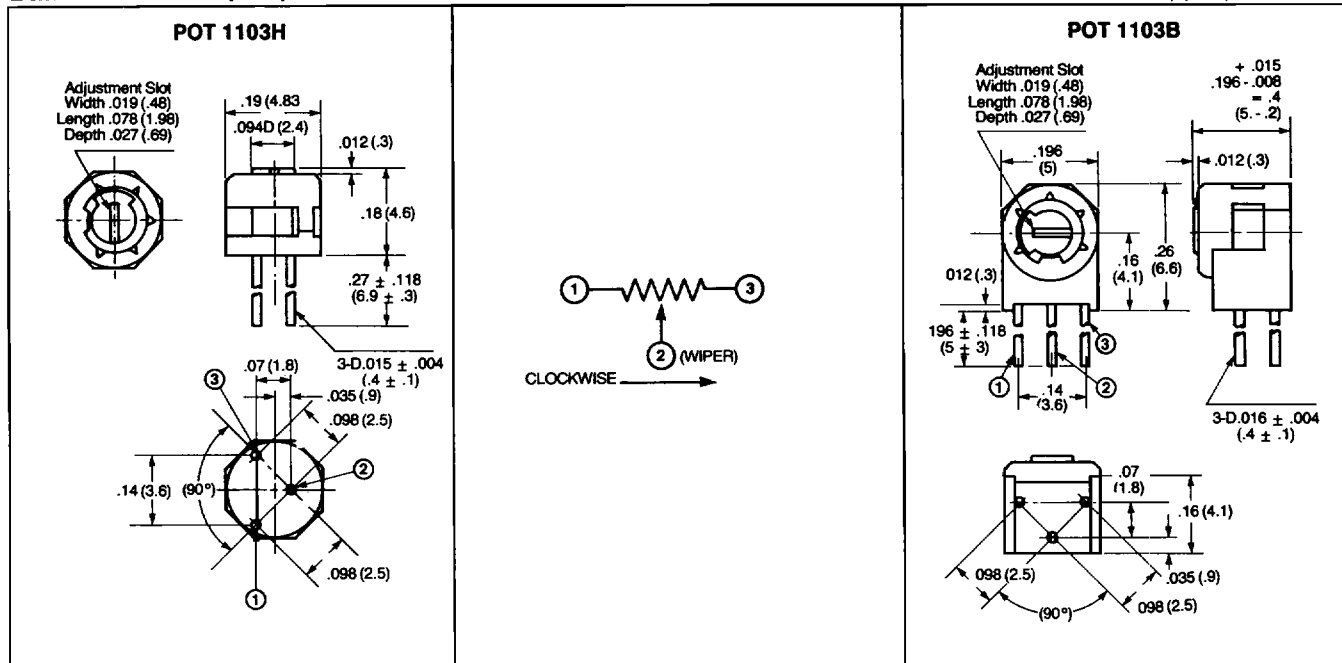 POT 1103H
Adjustment Slot
Width .019 (.48)
Length .078 (1.98)
Depth .027 (.69)
.19 (4.83
.094D (2.4)
.012 (.3)
.18 (4.6)
.27 ± .118
(6.9 ± .3)
3-D.015 ± .004
(.4 ± .1)
.07 (1.8)
.035 (.9)
.098 (2.5)
3
2
.14 (3.6)
(90°)
.098 (2.5)
1
1
3
2 (WIPER)
CLOCKWISE
POT 1103B
Adjustment Slot
Width .019 (.48)
Length .078 (1.98)
Depth .027 (.69)
+ .015
.196 - .008
= .4
(5. - .2)
.196
(5)
.012 (.3)
.16
(4.1)
.26
(6.6)
012 (.3)
196 ± .118
(5 ± 3)
3
1
2
.14
(3.6)
3-D.016 ± .004
(.4 ± .1)
.07
(1.8)
.16 (4.1)
098 (2.5)
.035 (.9)
098 (2.5)
(90°)